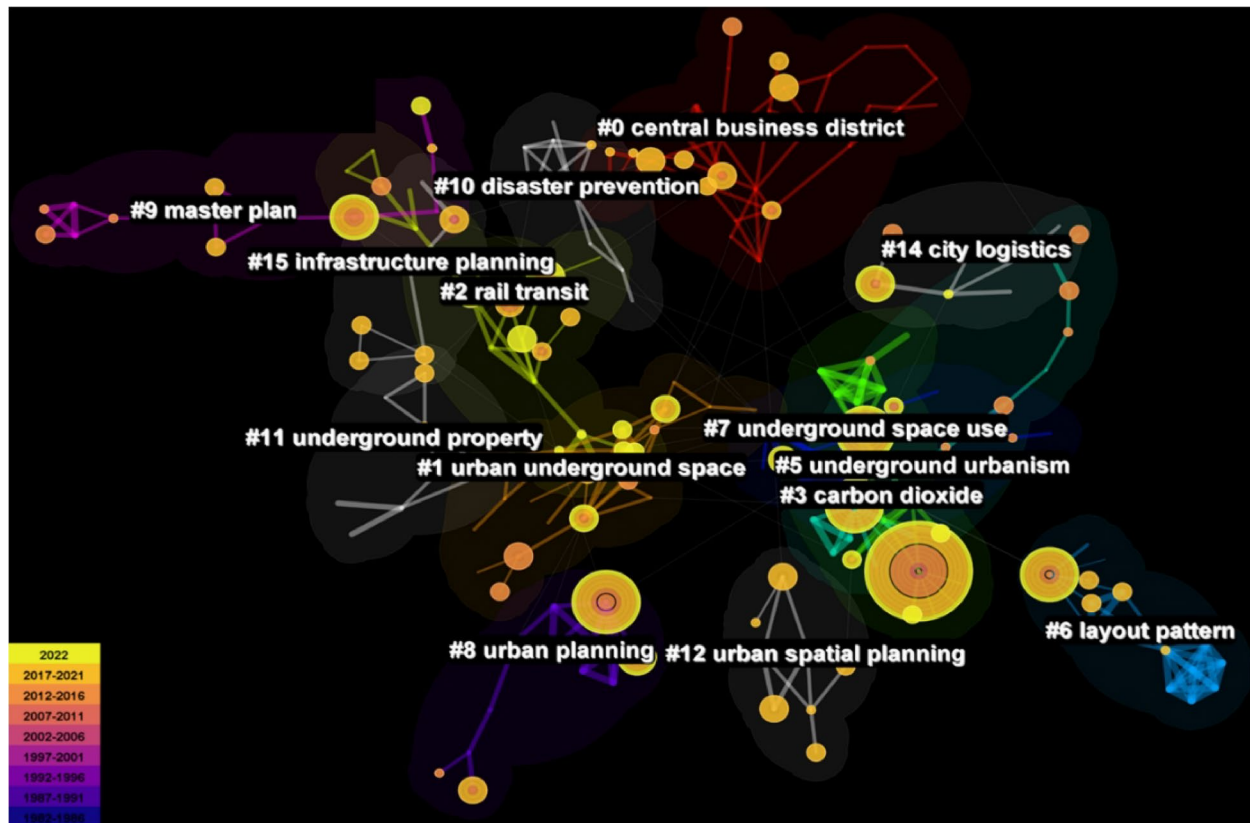 #0 central business district
#10 disaster prevention
#9 master plan
#14 city logistics
#15 infrastructure planning
#2 rail transit
#7 underground space use
#11 underground property
#1 urban underground space
#5 underground urbanism
#3 carbon dioxide
#6 layout pattern
#8 urban planning
#12 urban spatial planning
2022
2017-2021
2012-2016
2007-2011
2002-2006
1997-2001
1992-1996
1987-1991
1982-1986